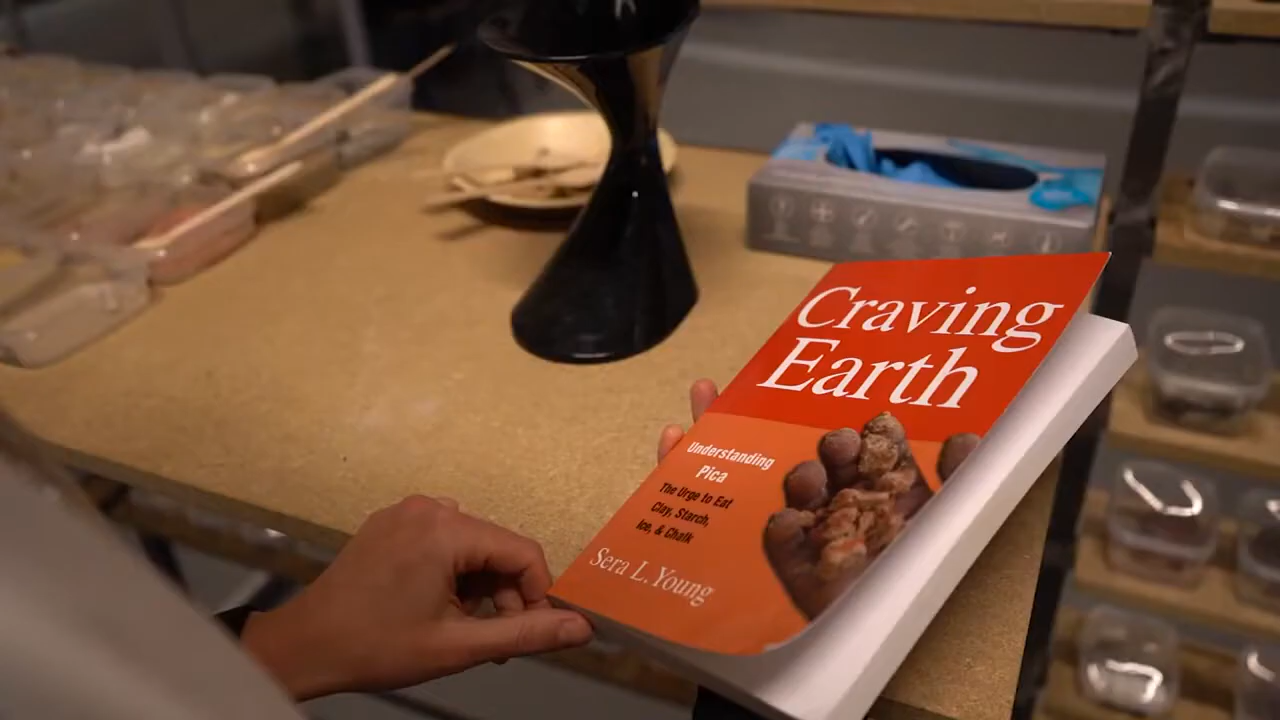 Craving
Earth
Understanding
Pica
The Urge to Eat
Clay, Starch,
Ice, & Chalk
Sera L. Young